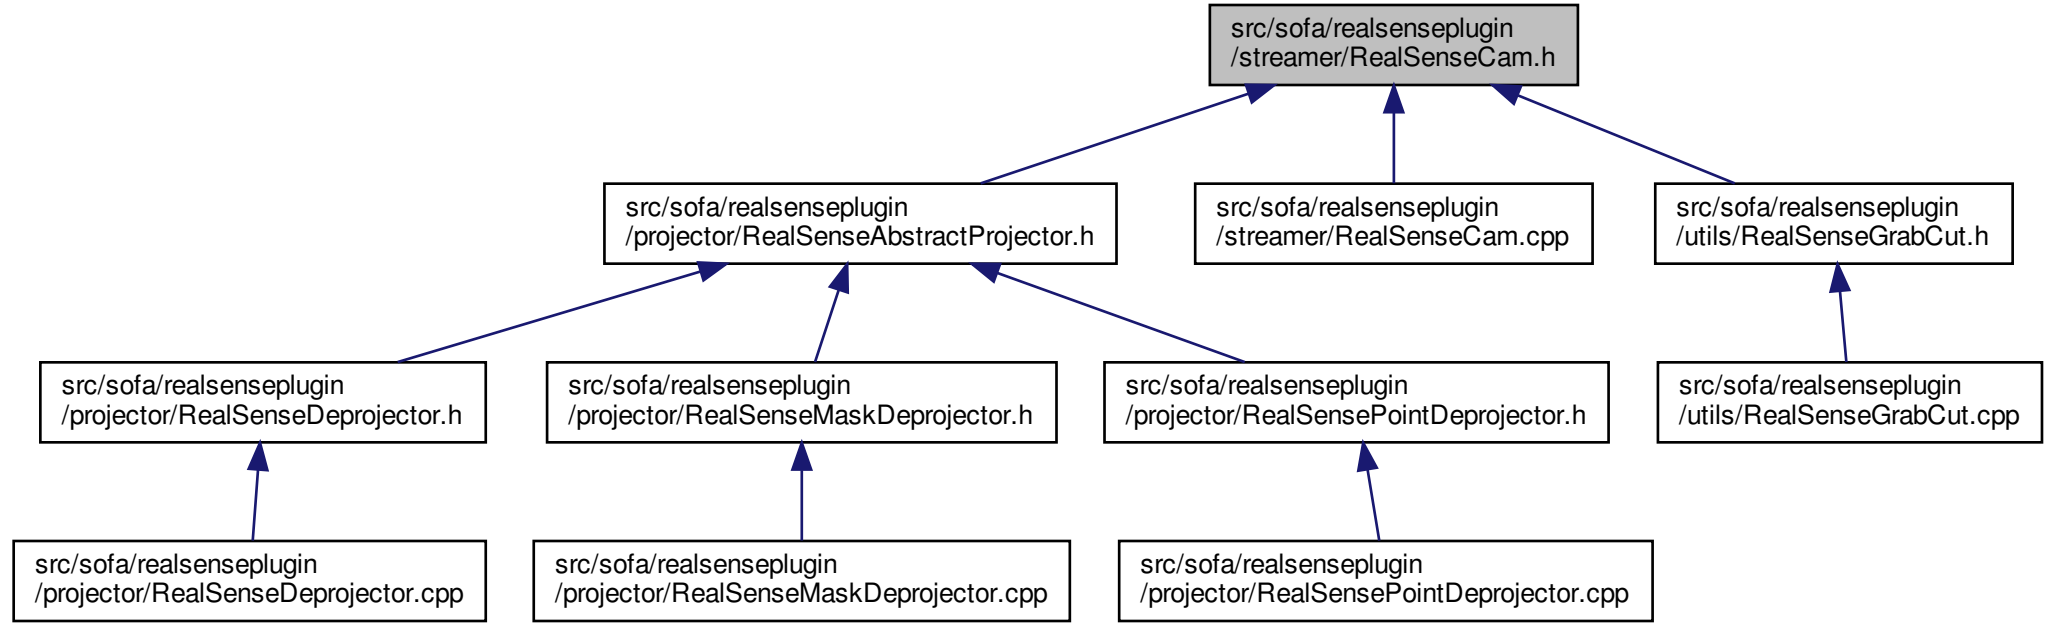 src/sofa/realsenseplugin
/streamer/RealSenseCam.h
src/sofa/realsenseplugin
/projector/RealSenseAbstractProjector.h
src/sofa/realsenseplugin
/streamer/RealSenseCam.cpp
src/sofa/realsenseplugin
/utils/RealSenseGrabCut.h
src/sofa/realsenseplugin
/projector/RealSenseDeprojector.h
src/sofa/realsenseplugin
/projector/RealSenseMaskDeprojector.h
src/sofa/realsenseplugin
/projector/RealSensePointDeprojector.h
src/sofa/realsenseplugin
/utils/RealSenseGrabCut.cpp
src/sofa/realsenseplugin
/projector/RealSenseDeprojector.cpp
src/sofa/realsenseplugin
/projector/RealSenseMaskDeprojector.cpp
src/sofa/realsenseplugin
/projector/RealSensePointDeprojector.cpp